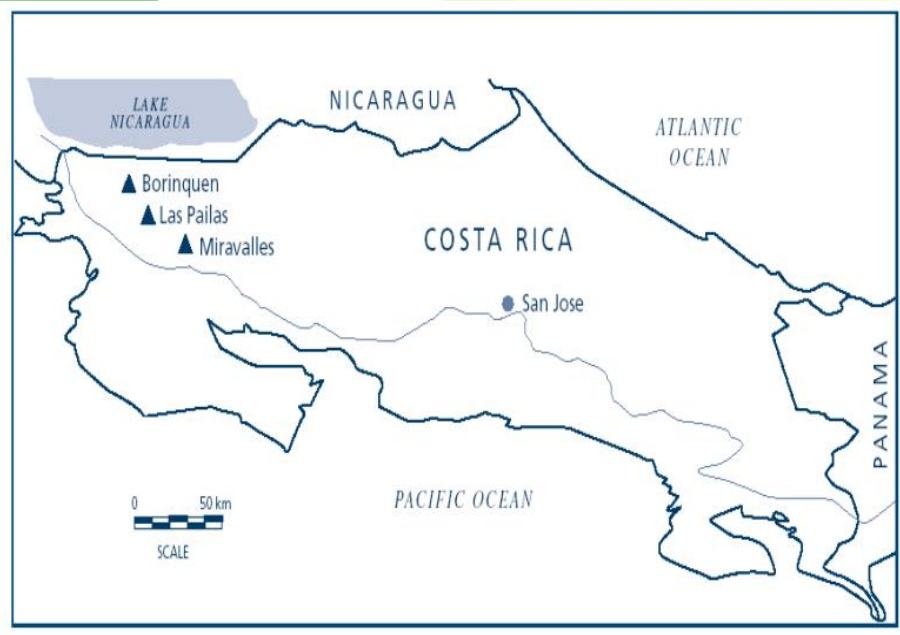 LAKE
NICARAGUA
NICARAGUA
ATLANTIC
OCEAN
Borinquen
Las Pailas
Miravalles
COSTA RICA
San Jose
PANAMA
PACIFIC OCEAN
0 50 km
SCALE